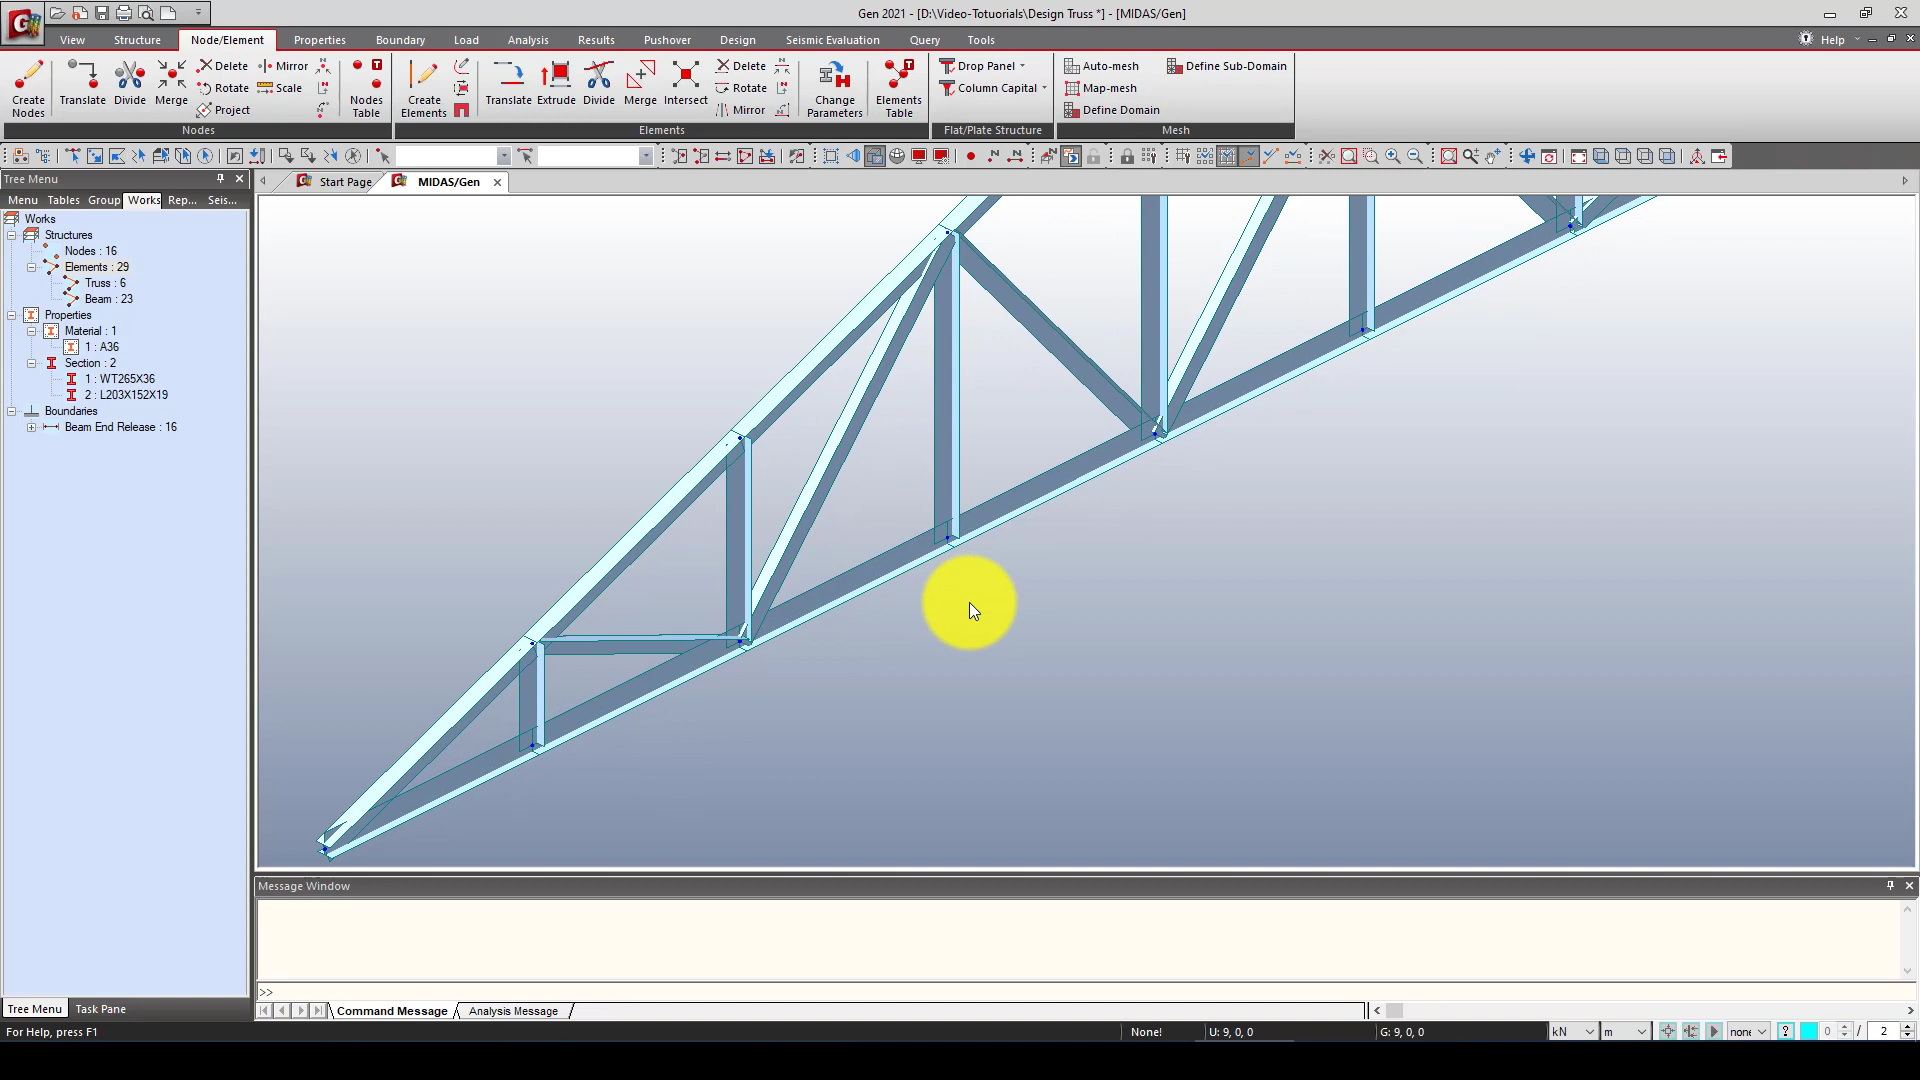 Gen 2021 - [D:\Video-Totuorials\Design Truss *] - [MIDAS/Gen]
View Structure Node/Element Properties Boundary Load Analysis Results Pushover Design Seismic Evaluation Query Tools Help
Create Nodes
Translate
Divide
Merge
Delete
Rotate
Project
Mirror
Scale
Nodes Table
Nodes
Create Elements
Translate
Extrude
Divide
Merge
Intersect
Delete
Rotate
Mirror
Change Parameters
Elements Table
Elements
Drop Panel
Column Capital
Flat/Plate Structure
Auto-mesh
Map-mesh
Define Domain
Define Sub-Domain
Mesh
Tree Menu
Start Page
MIDAS/Gen
Menu Tables Group Works Rep... Seis...
Works
Structures
Nodes : 16
Elements : 29
Truss : 6
Beam : 23
Properties
Material : 1
1 : A36
Section : 2
1 : WT265X36
2 : L203X152X19
Boundaries
Beam End Release : 16
Message Window
>>
Tree Menu Task Pane
Command Message Analysis Message
For Help, press F1
None!
U: 9, 0, 0
G: 9, 0, 0
kN
m
none
0 / 2